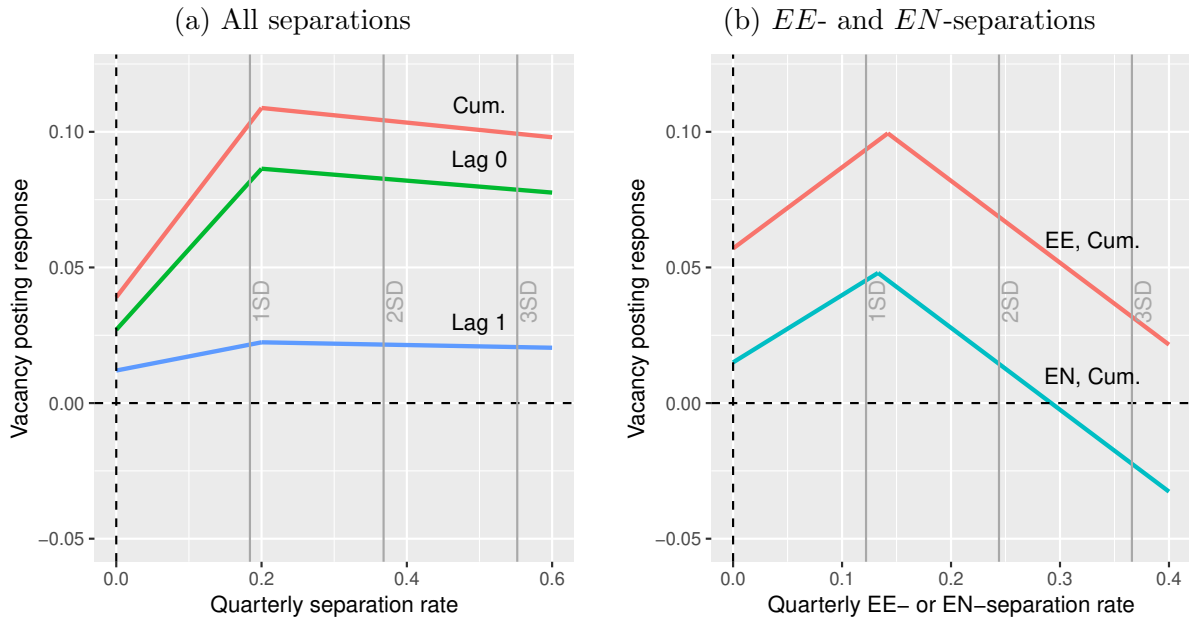 (a) All separations
Vacancy posting response
0.10
0.05
0.00
−0.05
Cum.
Lag 0
Lag 1
1SD
2SD
3SD
0.0
0.2
0.4
0.6
Quarterly separation rate
(b) EE- and EN-separations
Vacancy posting response
0.10
0.05
0.00
−0.05
EE, Cum.
EN, Cum.
1SD
2SD
3SD
0.0
0.1
0.2
0.3
0.4
Quarterly EE− or EN−separation rate